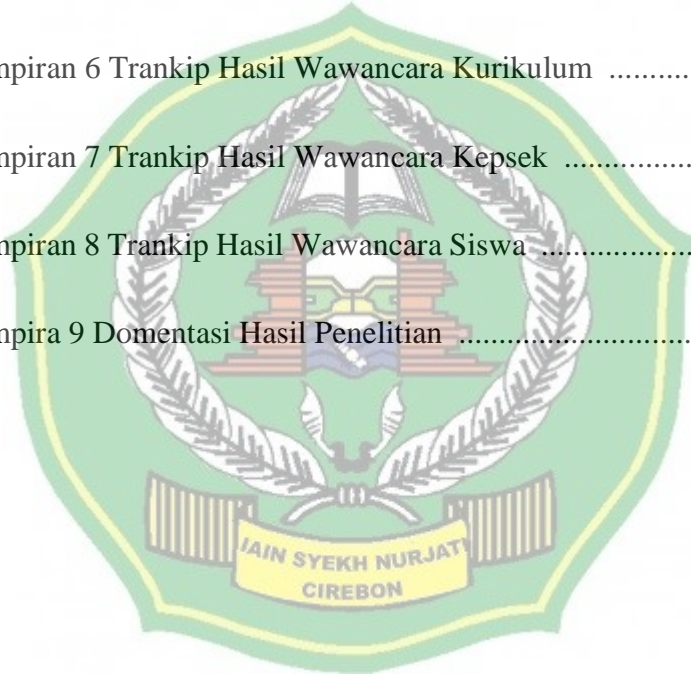 mpiran 6 Trankip Hasil Wawancara Kurikulum ..........
mpiran 7 Trankip Hasil Wawancara Kepsek ................
mpiran 8 Trankip Hasil Wawancara Siswa ...................
mpira 9 Domentasi Hasil Penelitian ............................
IAIN SYEKH NURJATI
CIREBON